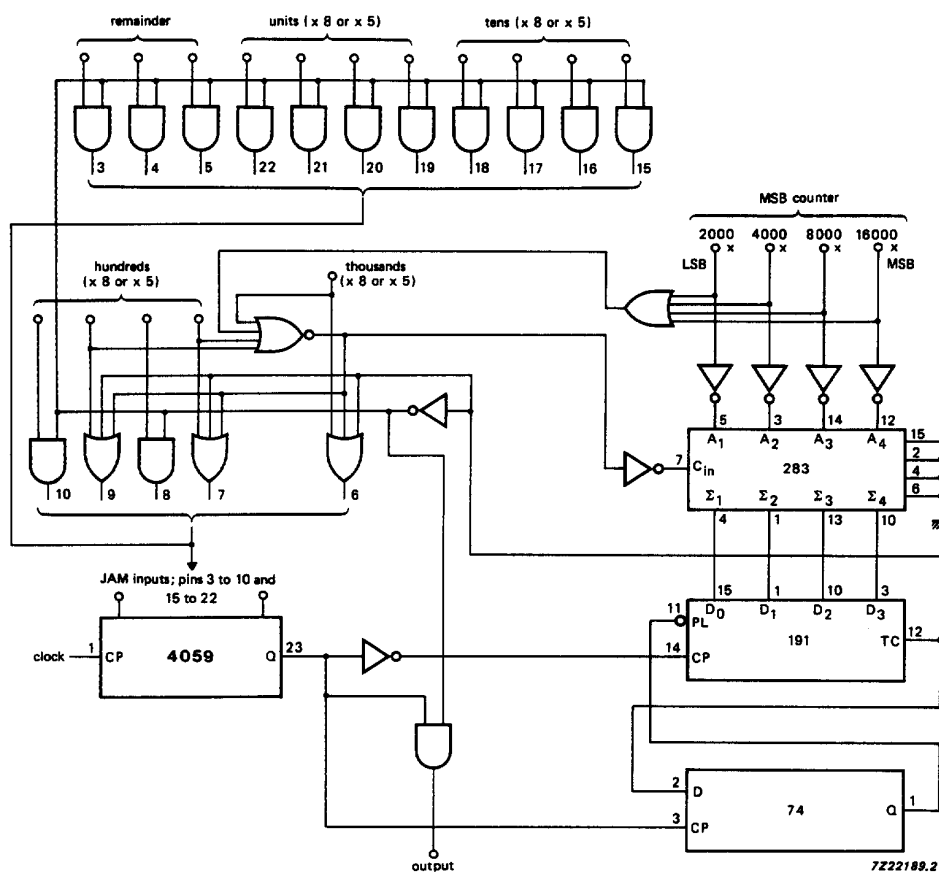 remainder
units (x 8 or x 5)
tens (x 8 or x 5)
3 4 5 22 21 20 19 18 17 16 15
MSB counter
2000 x 4000 x 8000 x 16000 x
LSB MSB
hundreds
(x 8 or x 5)
thousands
(x 8 or x 5)
5 3 14 12
A1 A2 A3 A4
15
2
4
6
7 Cin
283
Σ1 Σ2 Σ3 Σ4
4 1 13 10
10 9 8 7 6
JAM inputs; pins 3 to 10 and
15 to 22
15 1 10 3
D0 D1 D2 D3
11 PL
191
TC 12
14 CP
clock 1 CP 4059 Q 23
2 D
74
Q 1
3 CP
output
7Z22189.2